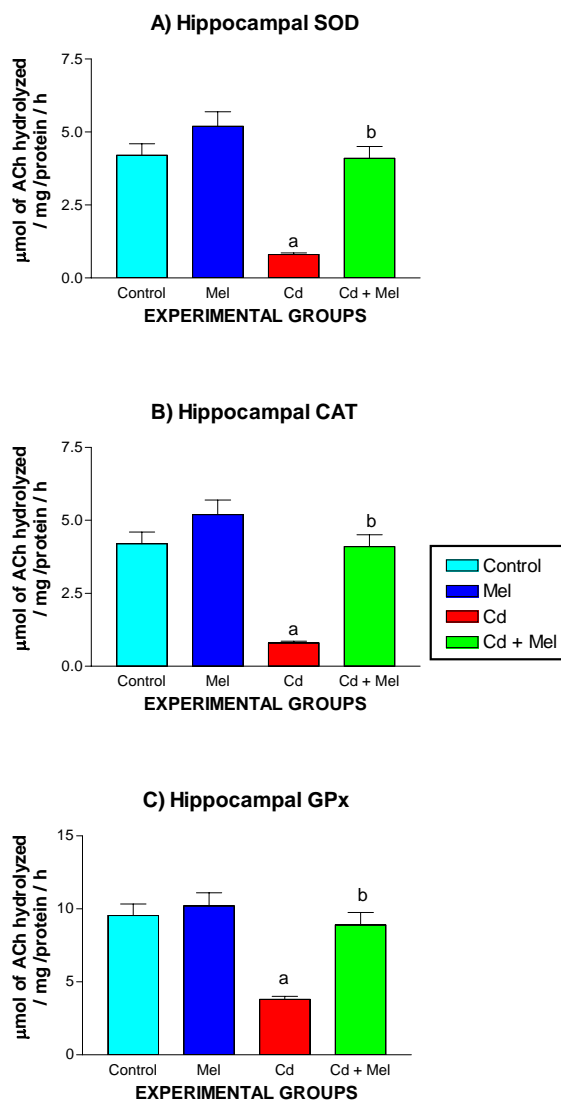 A) Hippocampal SOD
μmol of ACh hydrolyzed
/ mg /protein / h
7.5
5.0
2.5
0.0
a
b
Control Mel Cd Cd + Mel
EXPERIMENTAL GROUPS
B) Hippocampal CAT
μmol of ACh hydrolyzed
/ mg /protein / h
7.5
5.0
2.5
0.0
a
b
Control Mel Cd Cd + Mel
EXPERIMENTAL GROUPS
Control
Mel
Cd
Cd + Mel
C) Hippocampal GPx
μmol of ACh hydrolyzed
/ mg /protein / h
15
10
5
0
a
b
Control Mel Cd Cd + Mel
EXPERIMENTAL GROUPS